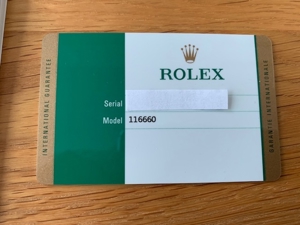 INTERNATIONAL GUARANTEE
ROLEX
Serial
Model 116660
GARANTIE INTERNATIONALE